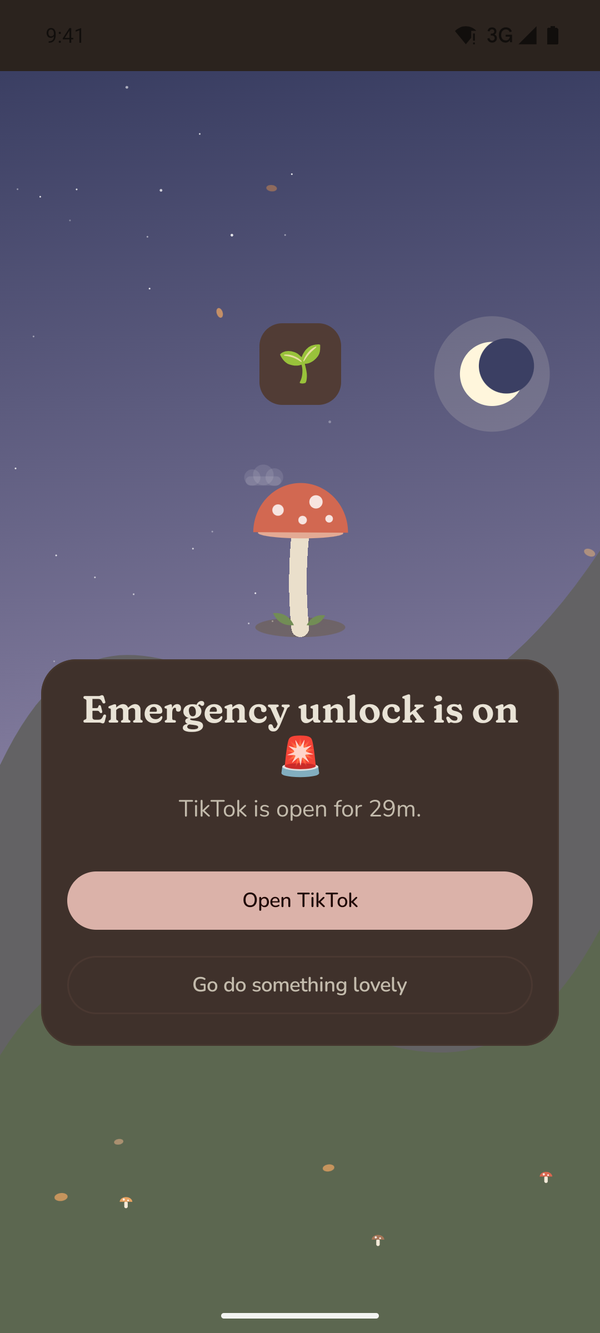 9:41
3G
Emergency unlock is on
🚨
TikTok is open for 29m.
Open TikTok
Go do something lovely